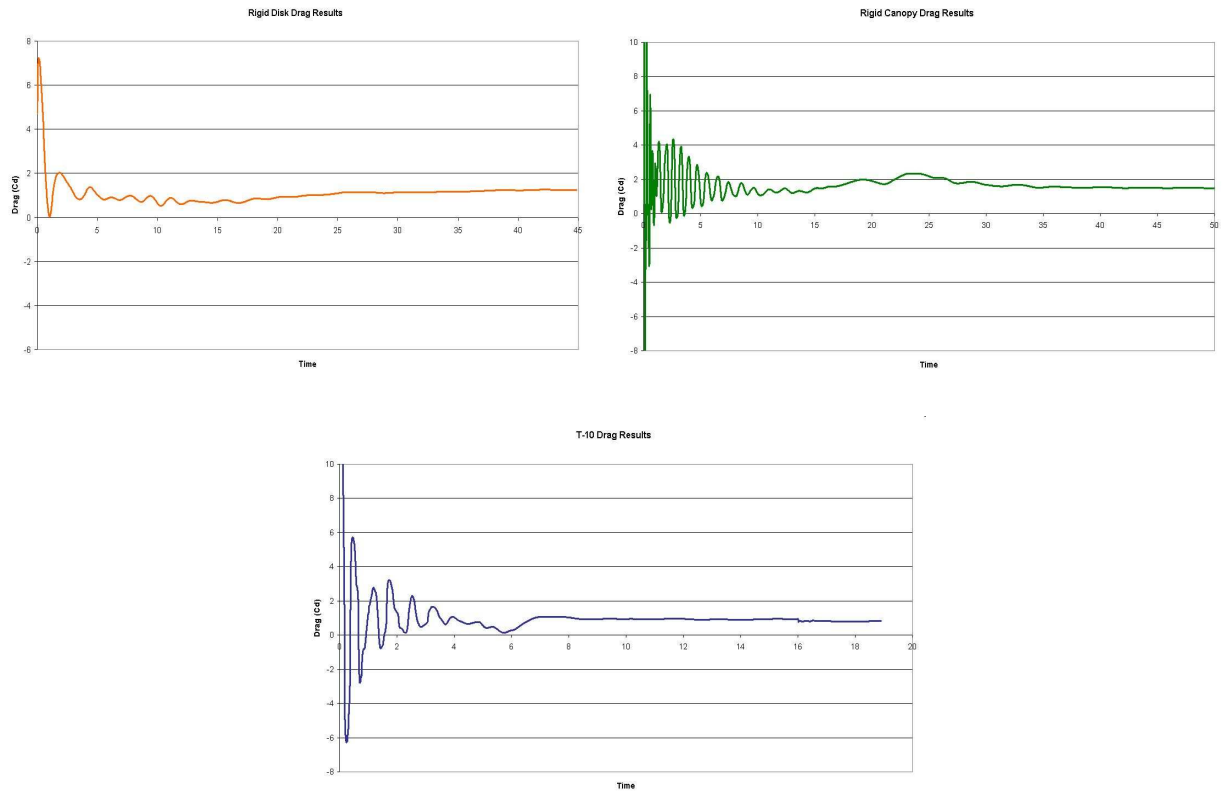 Rigid Disk Drag Results
8
6
4
2
0
-2
-4
-6
0 5 10 15 20 25 30 35 40 45
Drag (Cd)
Time
Rigid Canopy Drag Results
10
8
6
4
2
0
-2
-4
-6
-8
0 5 10 15 20 25 30 35 40 45 50
Drag (Cd)
Time
T-10 Drag Results
10
8
6
4
2
0
-2
-4
-6
-8
0 2 4 6 8 10 12 14 16 18 20
Drag (Cd)
Time